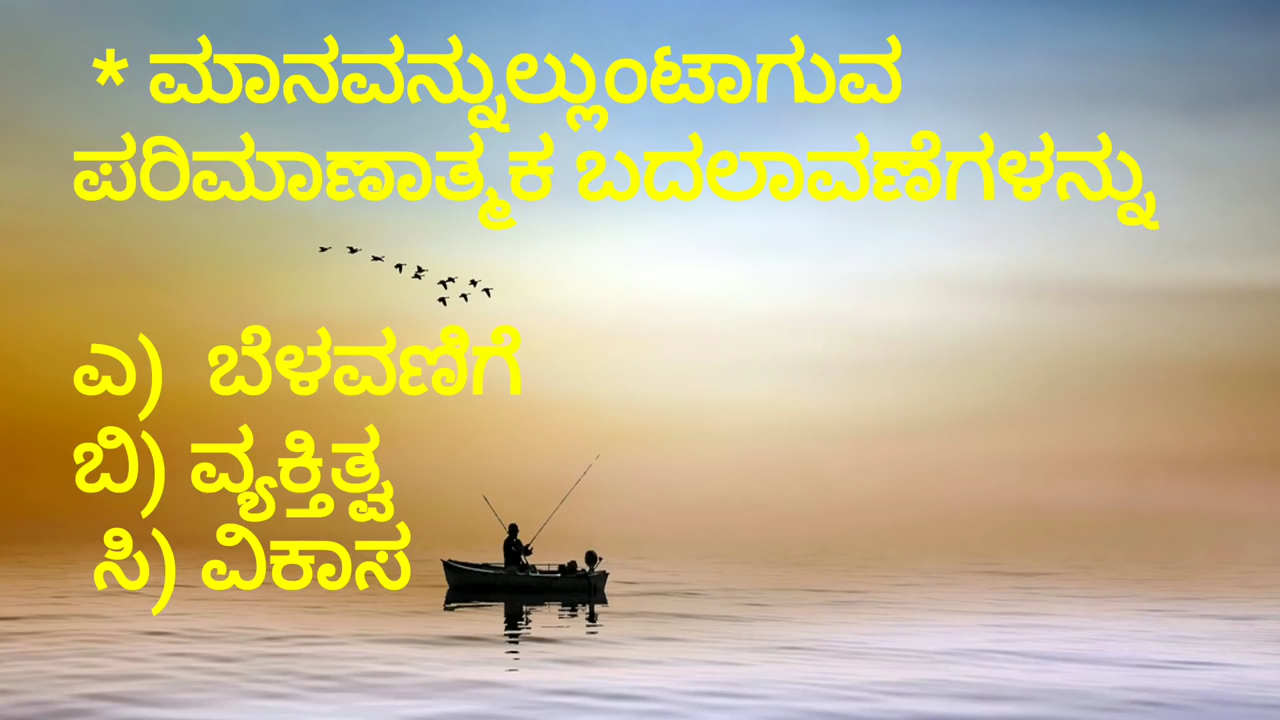 * ಮಾನವನ್ನುಲ್ಲುಂಟಾಗುವ
ಪರಿಮಾಣಾತ್ಮಕ ಬದಲಾವಣೆಗಳನ್ನು
ಎ) ಬೆಳವಣಿಗೆ
ಬಿ) ವ್ಯಕ್ತಿತ್ವ
ಸಿ) ವಿಕಾಸ